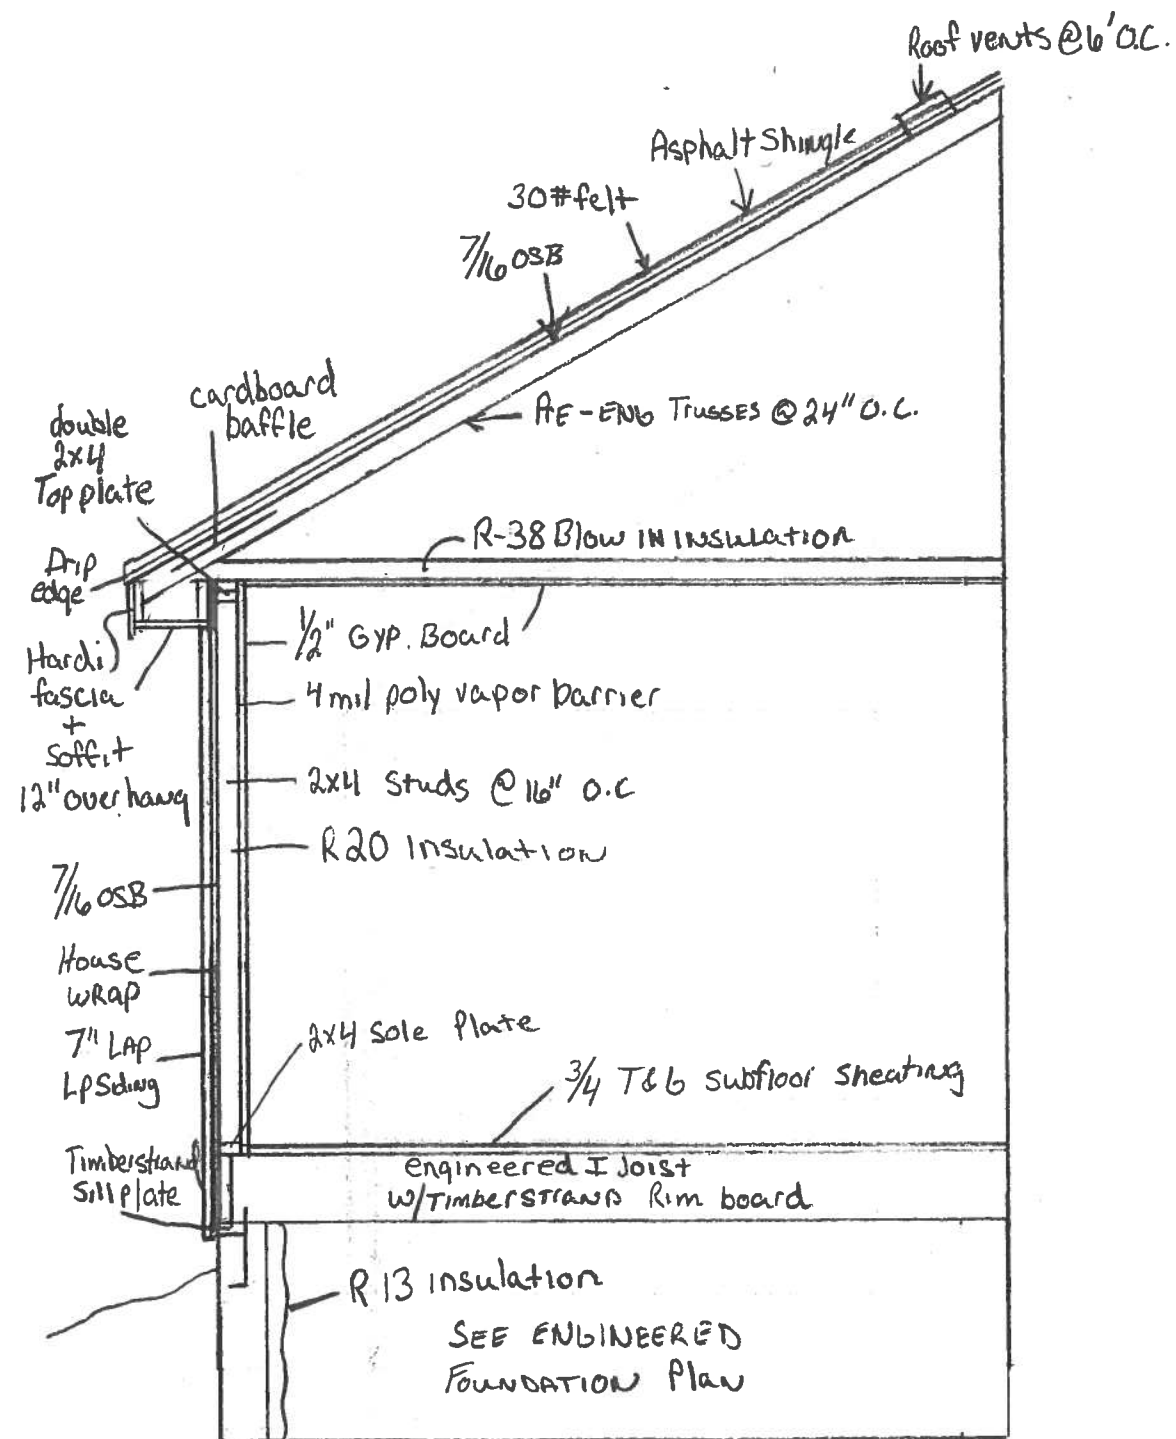 Roof vents @6' O.C.
Asphalt Shingle
30#felt
7/16 OSB
cardboard
baffle
double
2x4
Top plate
AE-ENG Trusses @ 24" O.C.
R-38 Blow IN INSULATION
Drip
edge
1/2" Gyp. Board
Hardi
fascia
+
Soffit
12" overhang
4 mil poly vapor barrier
2x4 Studs @ 16" O.C
R20 Insulation
7/16 OSB
House
WRAP
2x4 Sole Plate
7" LAP
LP Siding
3/4 T&G subfloor sheating
Timberstrand
Sill plate
engineered I Joist
w/TIMBERSTRAND Rim board
R 13 insulation
SEE ENGINEERED
FOUNDATION PlAN